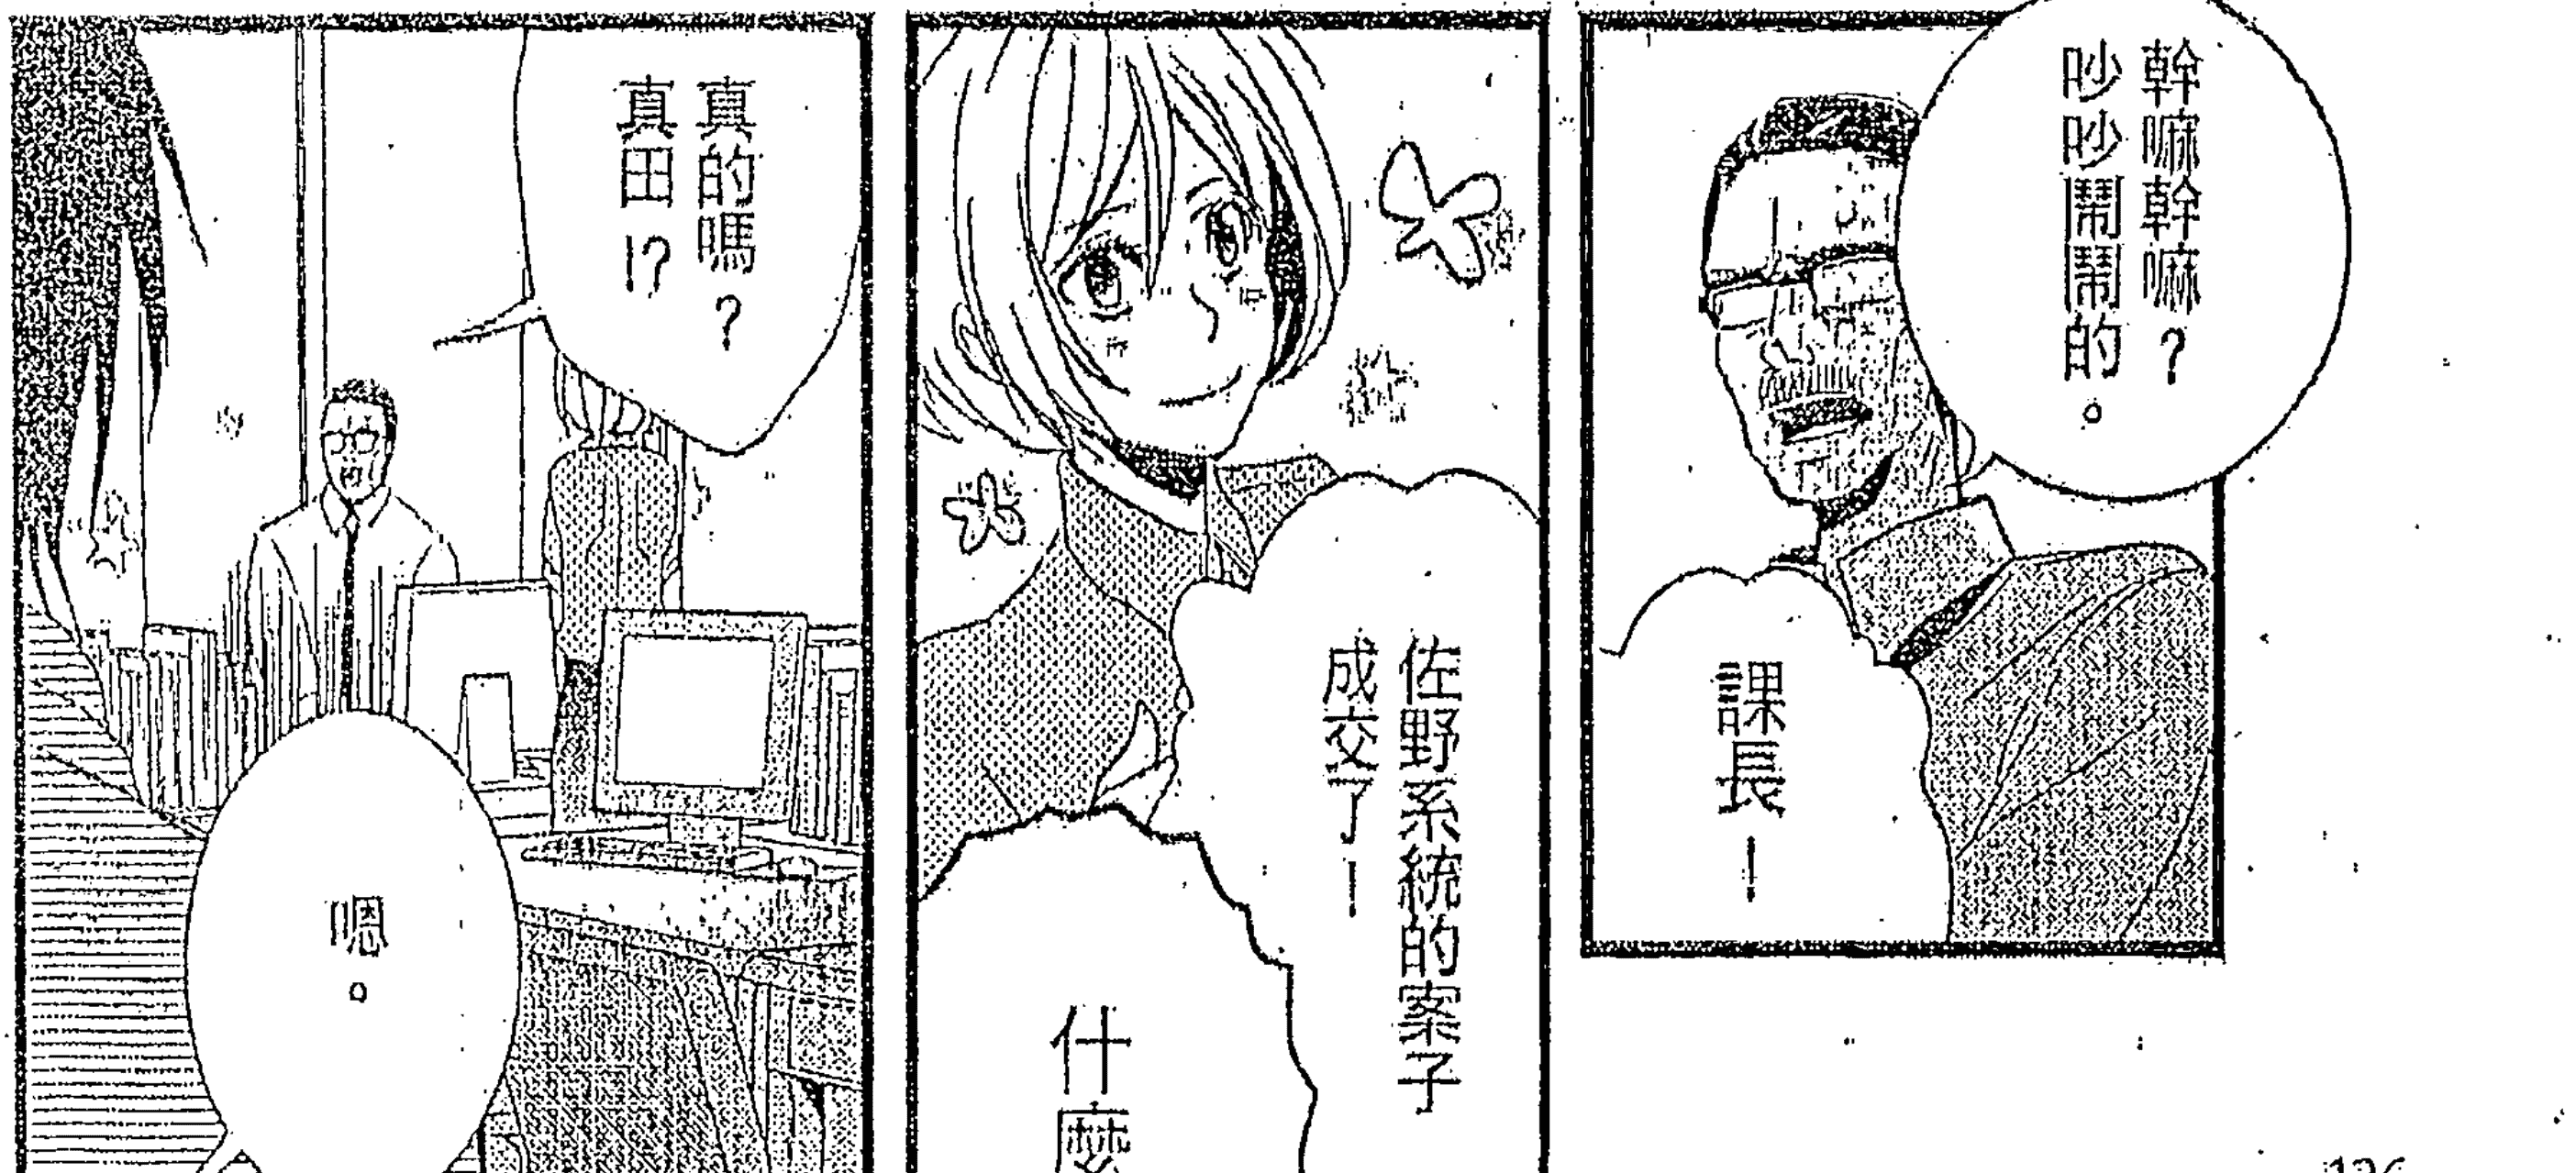 幹嘛幹嘛？
吵吵鬧鬧的。
課長！
佐野系統的案子
成交了！
什麼
真的嗎？
真田！？
嗯。